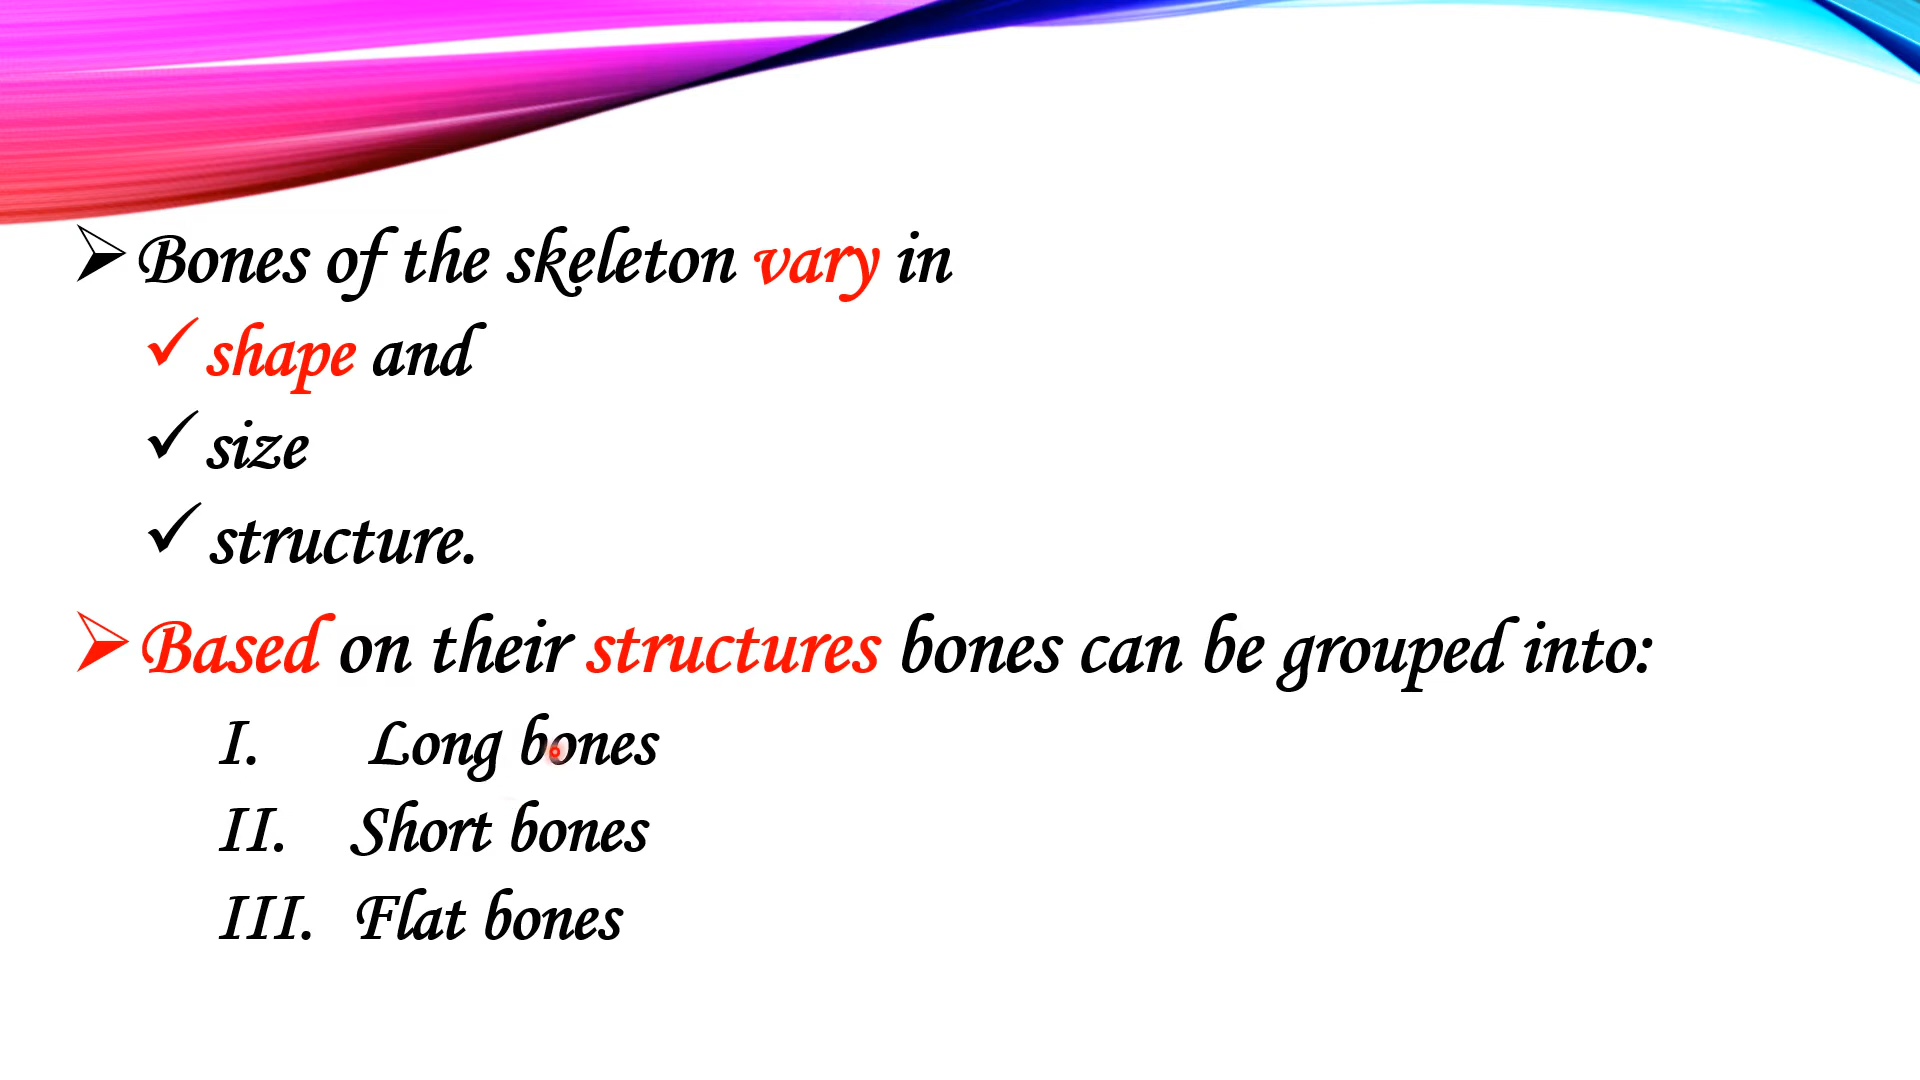 Bones of the skeleton vary in
shape and
size
structure.
Based on their structures bones can be grouped into:
I. Long bones
II. Short bones
III. Flat bones